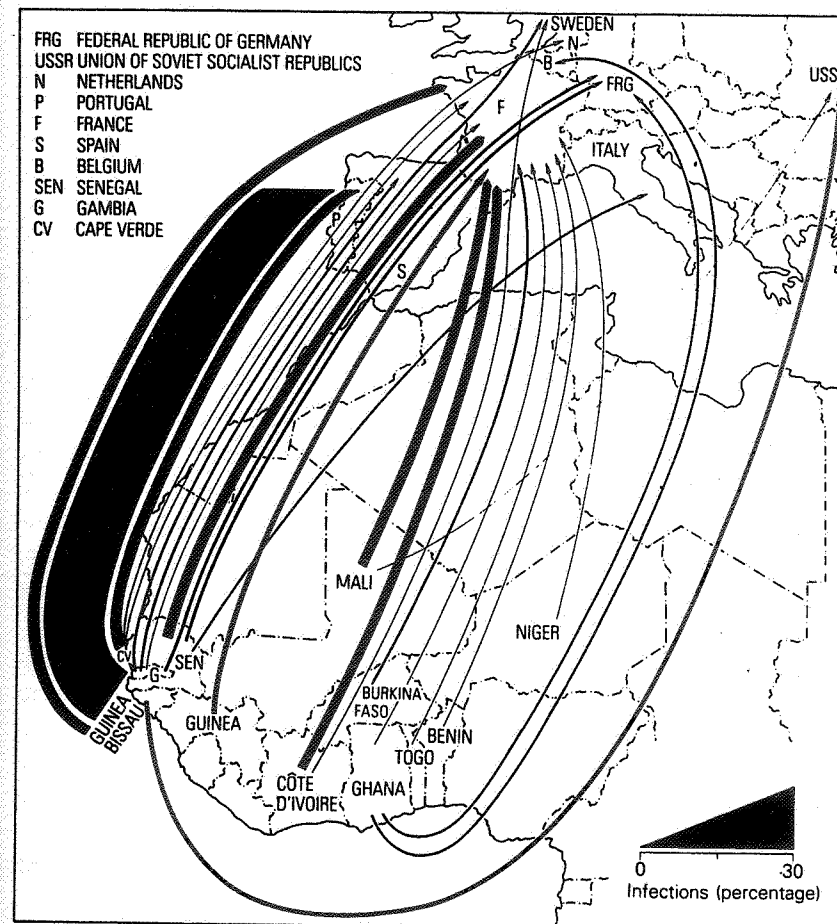 FRG FEDERAL REPUBLIC OF GERMANY
USSR UNION OF SOVIET SOCIALIST REPUBLICS
N NETHERLANDS
P PORTUGAL
F FRANCE
S SPAIN
B BELGIUM
SEN SENEGAL
G GAMBIA
CV CAPE VERDE
SWEDEN
N
B
USS
F
FRG
ITALY
P
S
MALI
NIGER
CV
SEN
G
GUINEA
BISSAU
GUINEA
BURKINA
FASO
BENIN
TOGO
CÔTE
D'IVOIRE
GHANA
0 30
Infections (percentage)